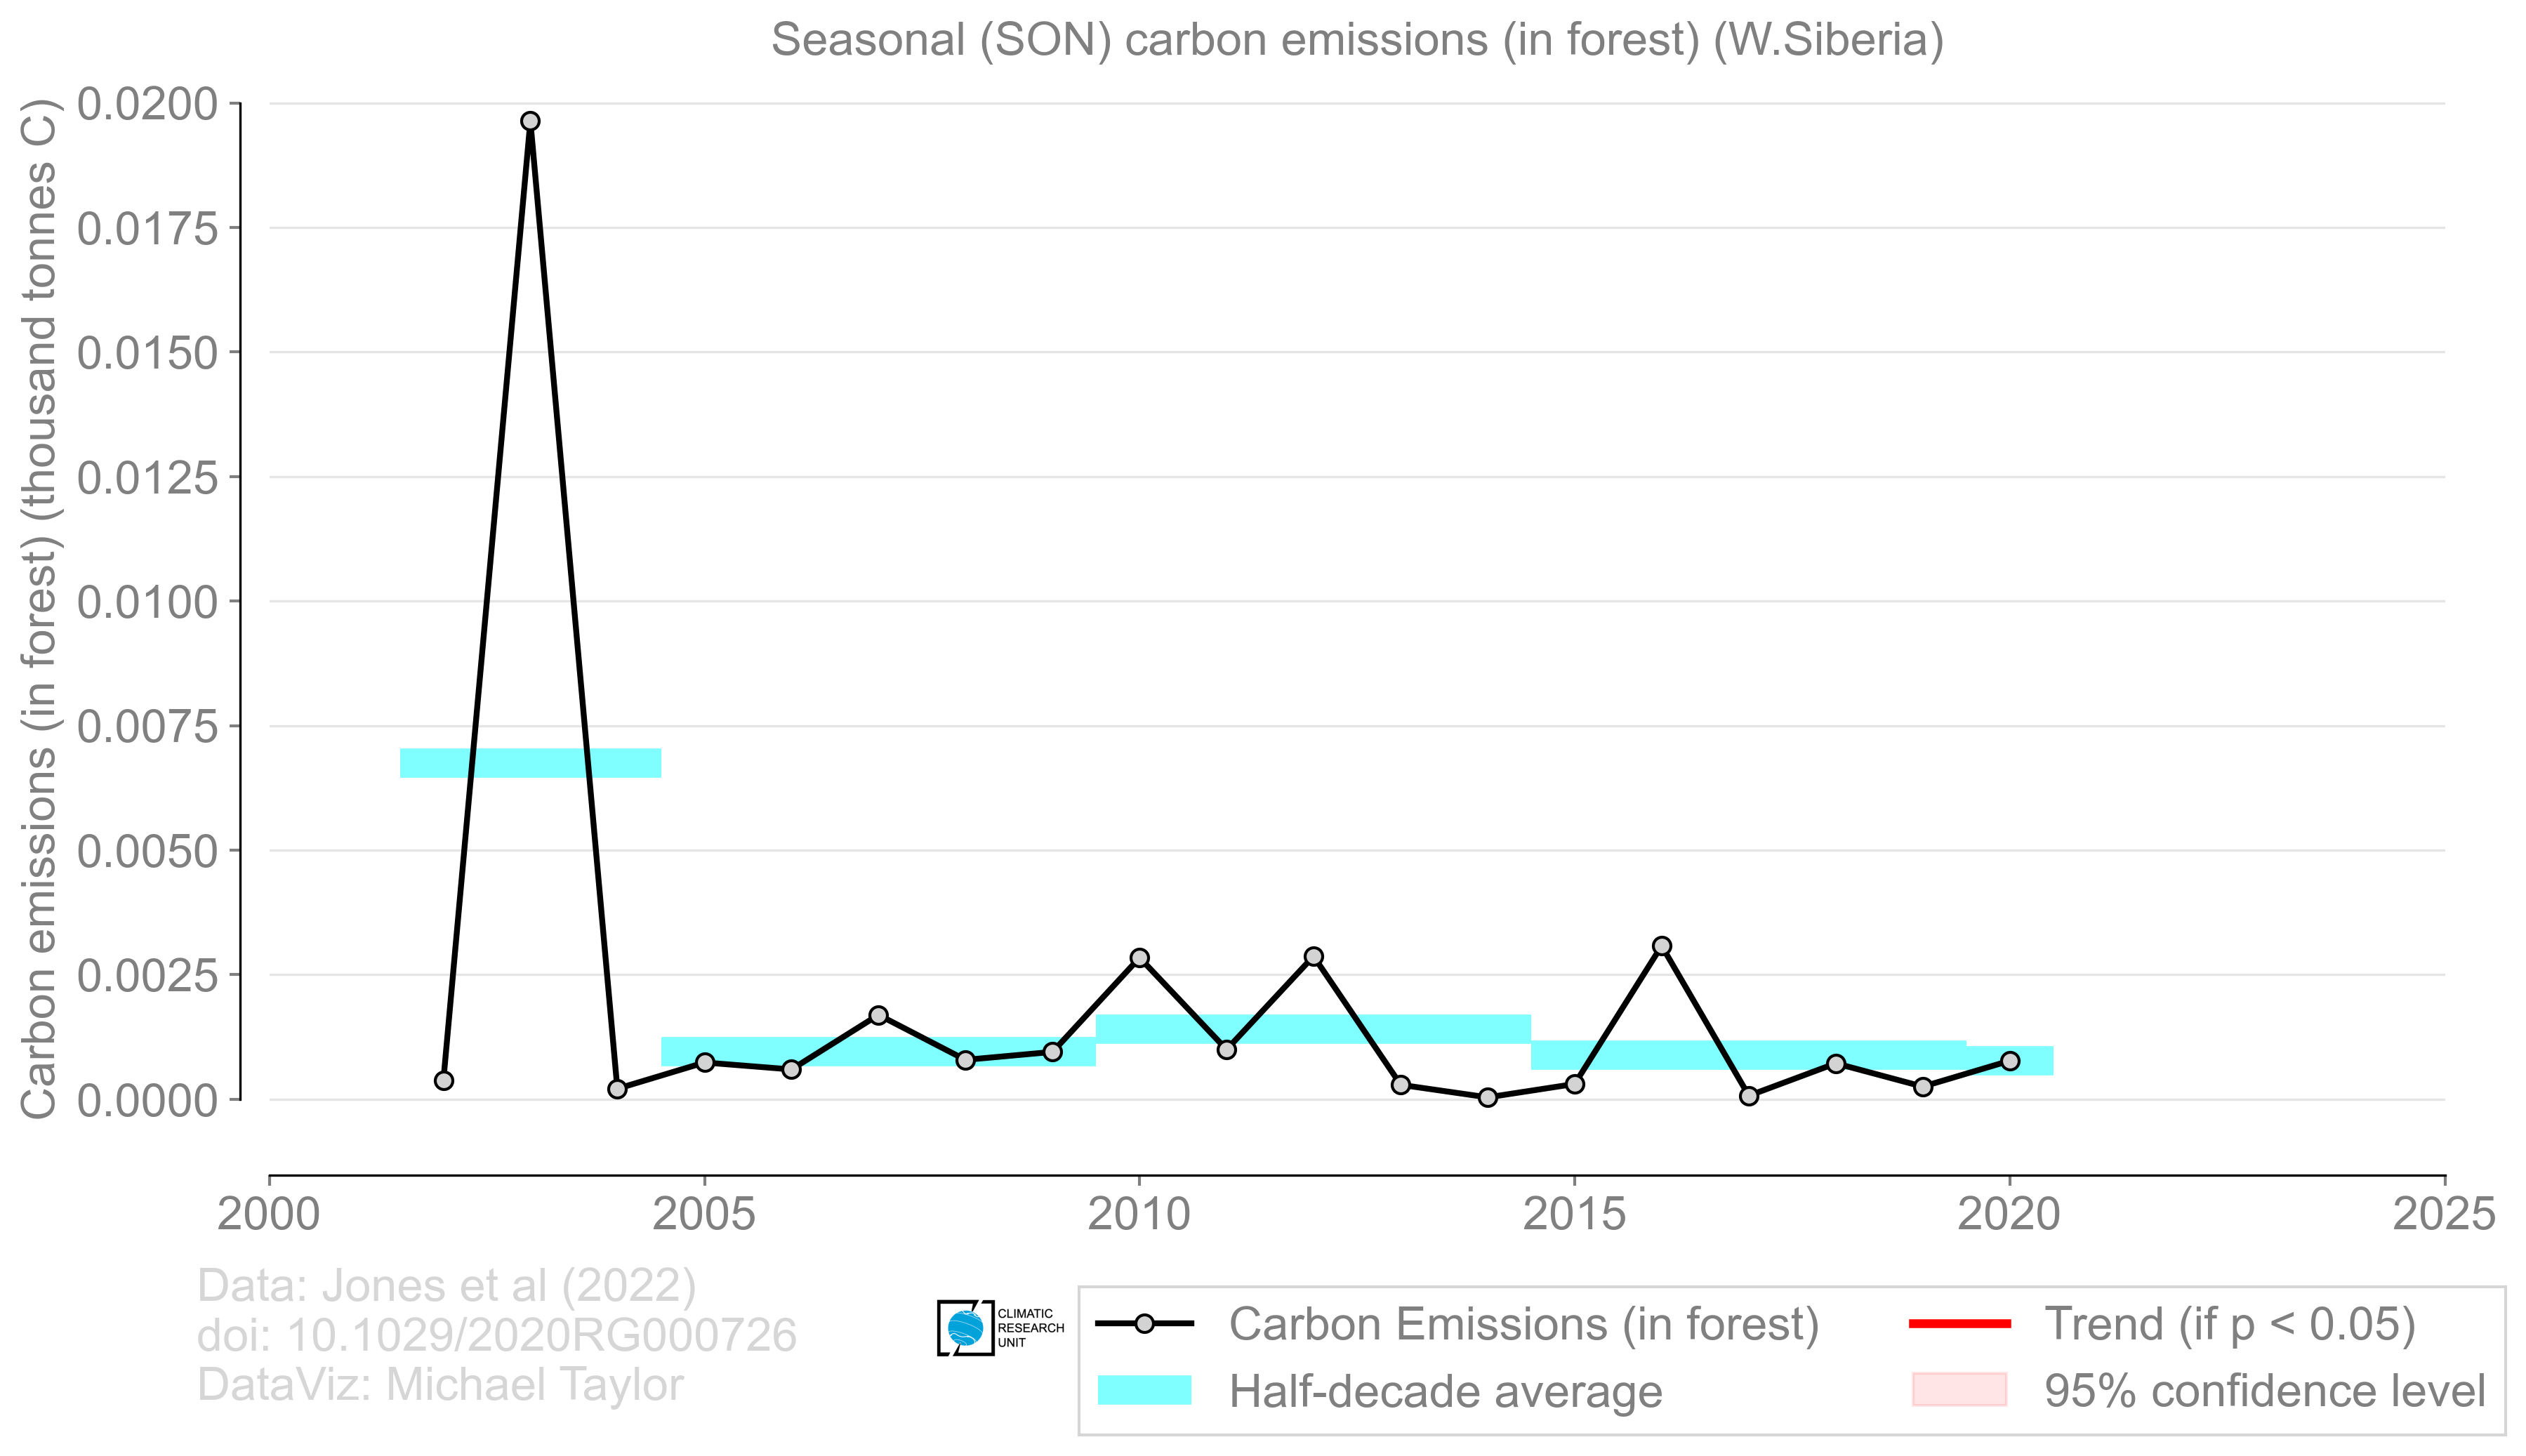 Seasonal (SON) carbon emissions (in forest) (W.Siberia)
Carbon emissions (in forest) (thousand tonnes C)
0.0200
0.0175
0.0150
0.0125
0.0100
0.0075
0.0050
0.0025
0.0000
2000 2005 2010 2015 2020 2025
Data: Jones et al (2022)
doi: 10.1029/2020RG000726
DataViz: Michael Taylor
CLIMATIC
RESEARCH
UNIT
Carbon Emissions (in forest)
Half-decade average
Trend (if p < 0.05)
95% confidence level